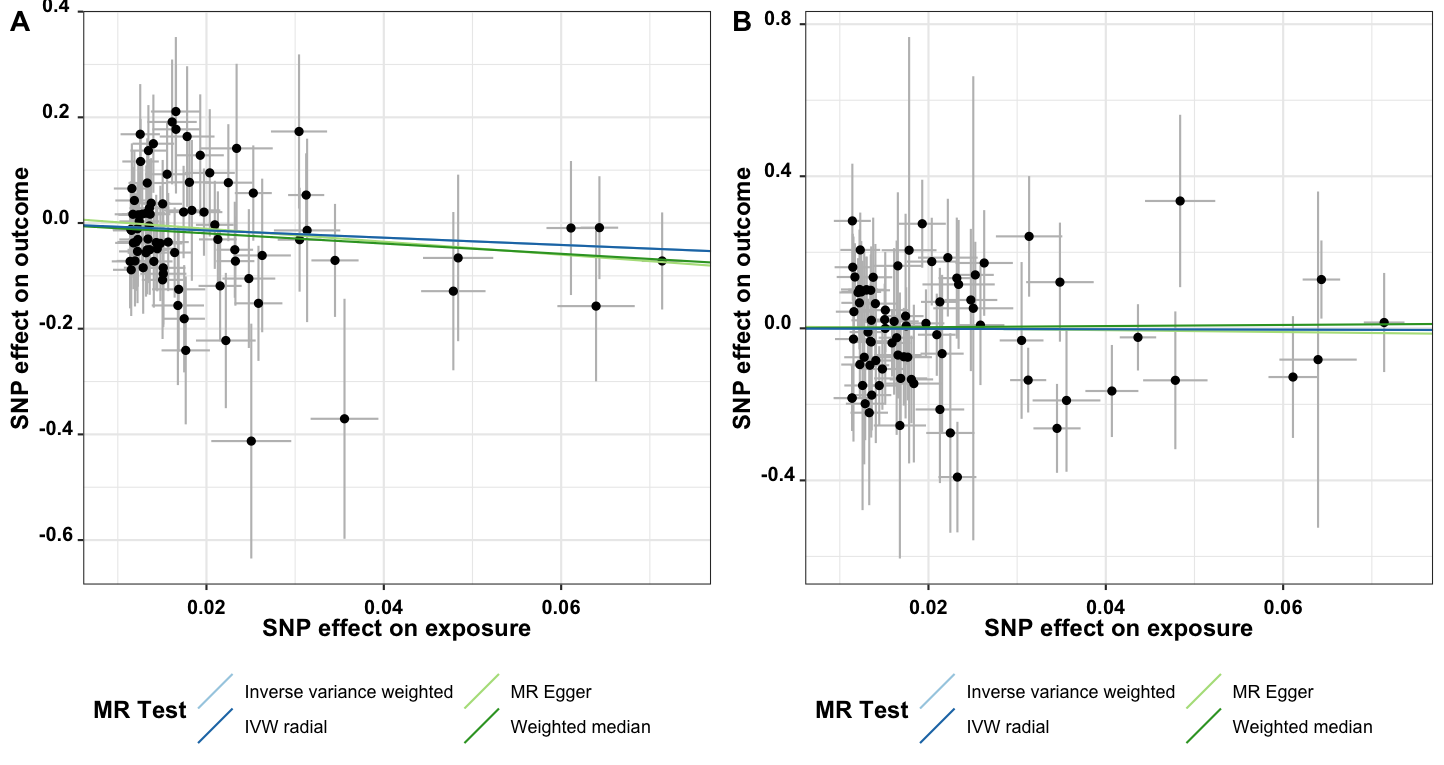 A
0.4
0.2
0.0
-0.2
-0.4
-0.6
SNP effect on outcome
0.02 0.04 0.06
SNP effect on exposure
MR Test
Inverse variance weighted
IVW radial
MR Egger
Weighted median
B
0.8
0.4
0.0
-0.4
SNP effect on outcome
0.02 0.04 0.06
SNP effect on exposure
MR Test
Inverse variance weighted
IVW radial
MR Egger
Weighted median